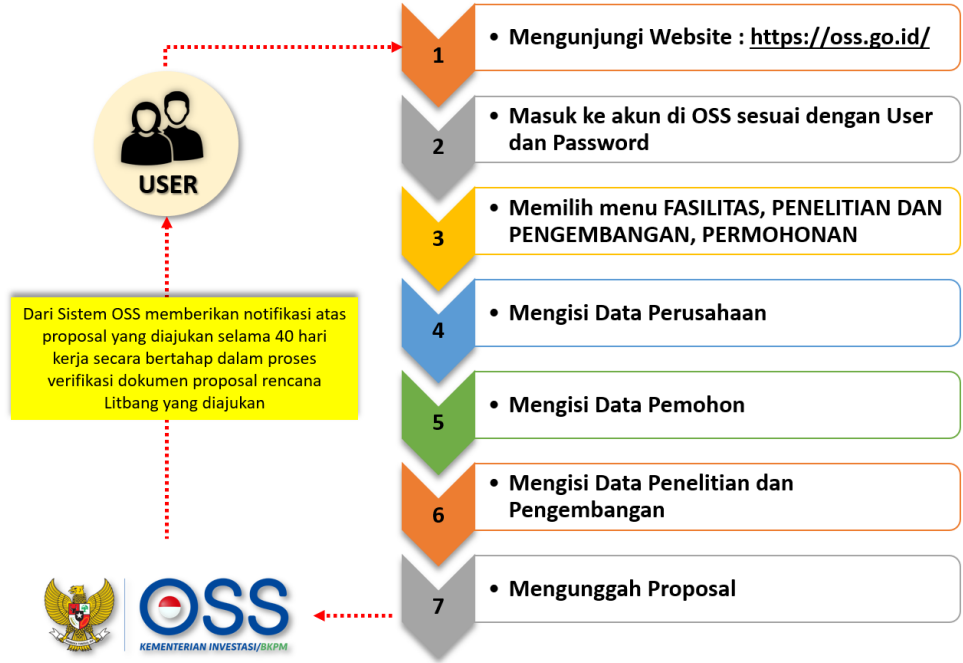 1
• Mengunjungi Website : https://oss.go.id/
2
• Masuk ke akun di OSS sesuai dengan User
dan Password
3
• Memilih menu FASILITAS, PENELITIAN DAN
PENGEMBANGAN, PERMOHONAN
4
• Mengisi Data Perusahaan
5
• Mengisi Data Pemohon
6
• Mengisi Data Penelitian dan
Pengembangan
7
• Mengunggah Proposal
OSS
KEMENTERIAN INVESTASI/BKPM
Dari Sistem OSS memberikan notifikasi atas
proposal yang diajukan selama 40 hari
kerja secara bertahap dalam proses
verifikasi dokumen proposal rencana
Litbang yang diajukan
USER